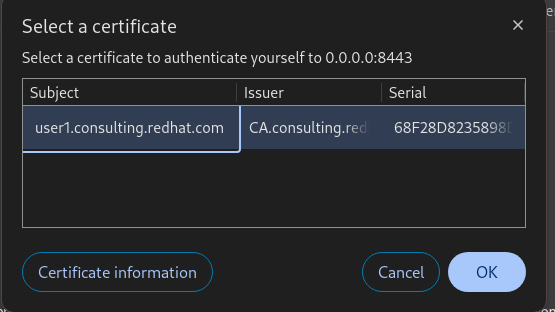 Select a certificate
Select a certificate to authenticate yourself to 0.0.0.0:8443
Subject Issuer Serial
user1.consulting.redhat.com CA.consulting.red 68F28D8235898
Certificate information Cancel OK